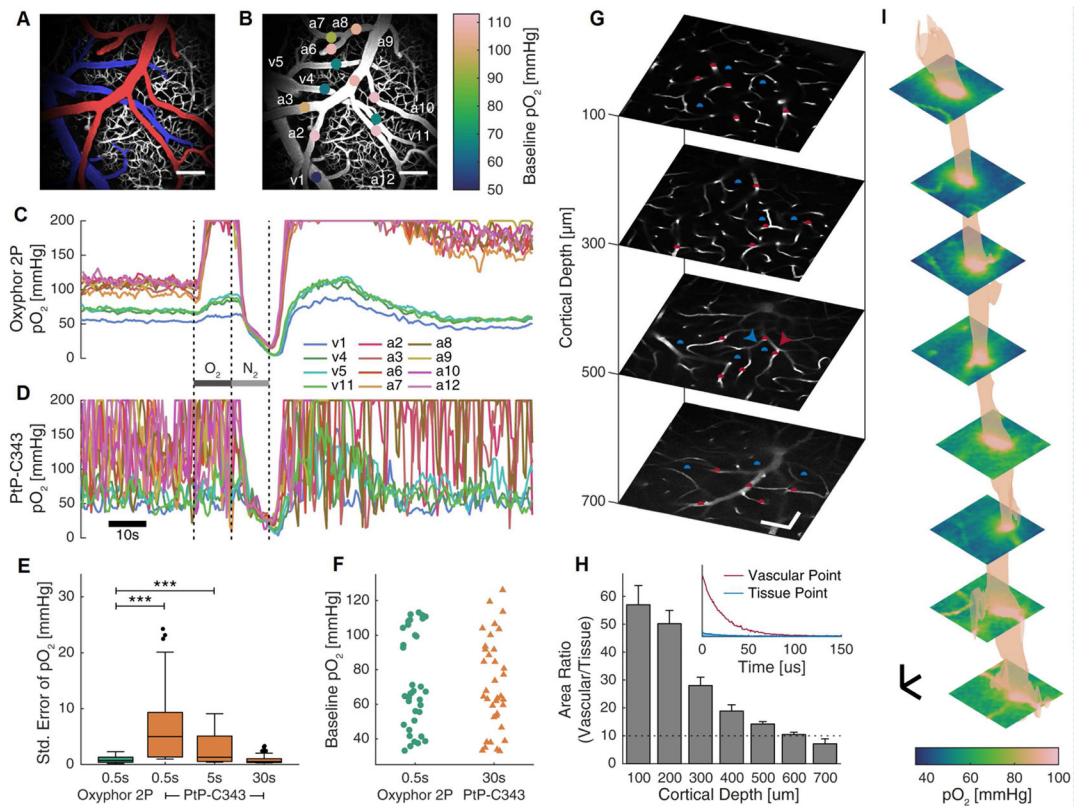 A
B
a7
a8
a6
a9
v5
v4
a3
a10
a2
v11
v1
a12
110
100
90
80
70
60
50
Baseline pO2 [mmHg]
C
200
150
100
50
0
Oxyphor 2P
pO2 [mmHg]
O2
N2
v1 a2 a8
v4 a3 a9
v5 a6 a10
v11 a7 a12
D
200
150
100
50
0
PtP-C343
pO2 [mmHg]
10s
E
***
***
30
20
10
0
Std. Error of pO2 [mmHg]
0.5s 0.5s 5s 30s
Oxyphor 2P PtP-C343
F
120
100
80
60
40
Baseline pO2 [mmHg]
0.5s 30s
Oxyphor 2P PtP-C343
G
100
300
500
700
Cortical Depth [μm]
H
60
50
40
30
20
10
0
Area Ratio
(Vascular/Tissue)
Vascular Point
Tissue Point
0 50 100 150
Time [us]
100 200 300 400 500 600 700
Cortical Depth [um]
I
40 60 80 100
pO2 [mmHg]